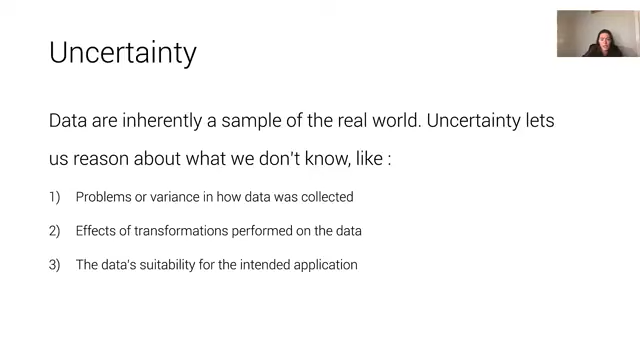 Uncertainty
Data are inherently a sample of the real world. Uncertainty lets
us reason about what we don't know, like :
1) Problems or variance in how data was collected
2) Effects of transformations performed on the data
3) The data's suitability for the intended application